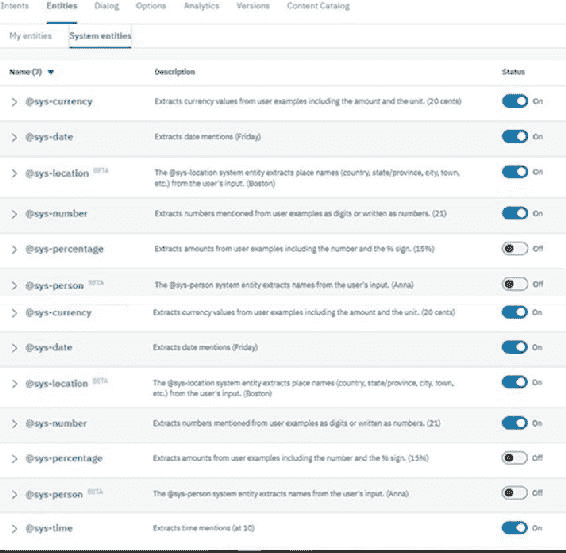 Intents Entities Dialog Options Analytics Versions Content Catalog
My entities System entities
Name (7) ▼ Description Status
@sys-currency Extracts currency values from user examples including the amount and the unit. (20 cents) On
@sys-date Extracts date mentions (Friday) On
@sys-location BETA The @sys-location system entity extracts place names (country, state/province, city, town,
etc.) from the user's input. (Boston) On
@sys-number Extracts numbers mentioned from user examples as digits or written as numbers. (21) On
@sys-percentage Extracts amounts from user examples including the number and the % sign. (15%) Off
@sys-person BETA The @sys-person system entity extracts names from the user's input. (Anna) Off
@sys-currency Extracts currency values from user examples including the amount and the unit. (20 cents) On
@sys-date Extracts date mentions (Friday) On
@sys-location BETA The @sys-location system entity extracts place names (country, state/province, city, town,
etc.) from the user's input. (Boston) On
@sys-number Extracts numbers mentioned from user examples as digits or written as numbers. (21) On
@sys-percentage Extracts amounts from user examples including the number and the % sign. (15%) Off
@sys-person BETA The @sys-person system entity extracts names from the user's input. (Anna) Off
@sys-time Extracts time mentions (at 10) On